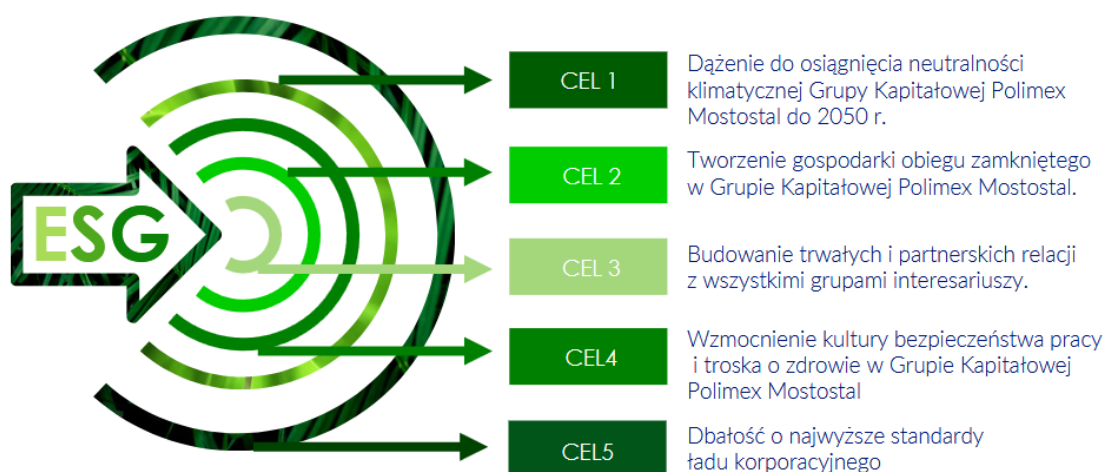 ESG
CEL 1
Dążenie do osiągnięcia neutralności
klimatycznej Grupy Kapitałowej Polimex
Mostostal do 2050 r.
CEL 2
Tworzenie gospodarki obiegu zamkniętego
w Grupie Kapitałowej Polimex Mostostal.
CEL 3
Budowanie trwałych i partnerskich relacji
z wszystkimi grupami interesariuszy.
CEL4
Wzmocnienie kultury bezpieczeństwa pracy
i troska o zdrowie w Grupie Kapitałowej
Polimex Mostostal
CEL5
Dbałość o najwyższe standardy
ładu korporacyjnego